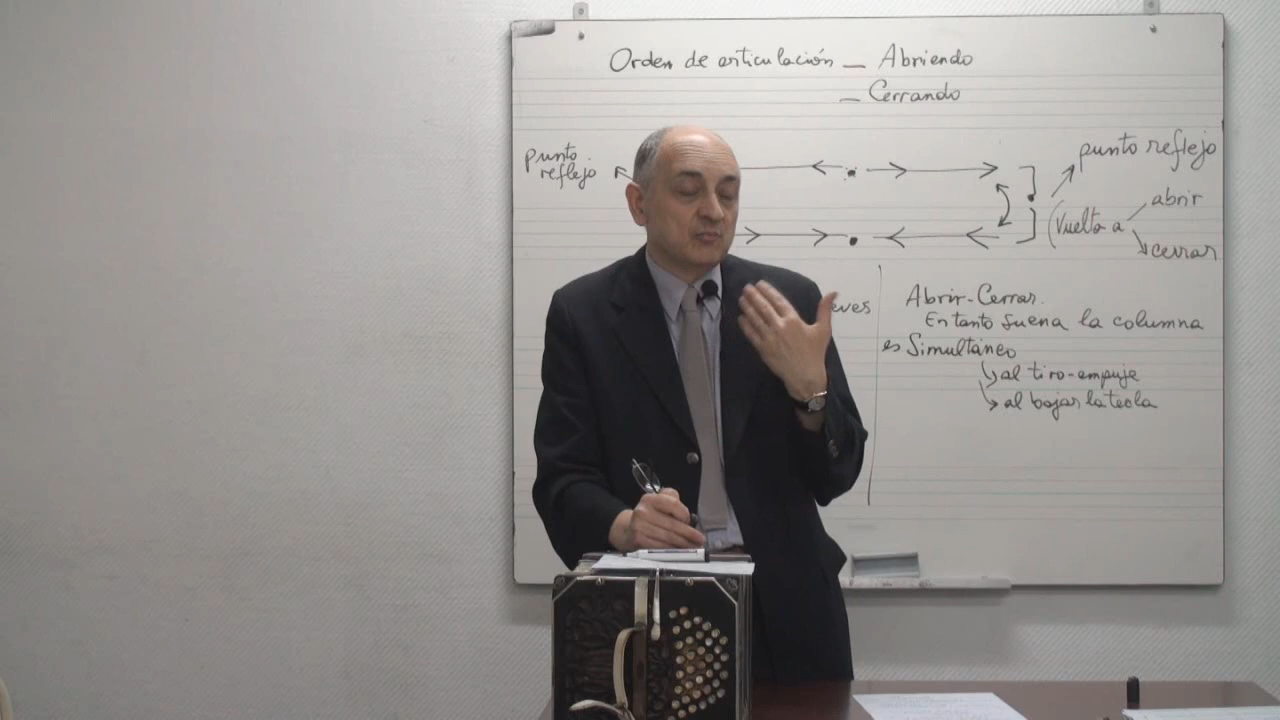 Orden de articulación — Abriendo
— Cerrando
punto reflejo
punto
reflejo
(Vuelta a
abrir
cerrar
eves
Abrir-Cerrar.
En tanto suena la columna
es Simultáneo
al tiro-empuje
al bajar la tecla